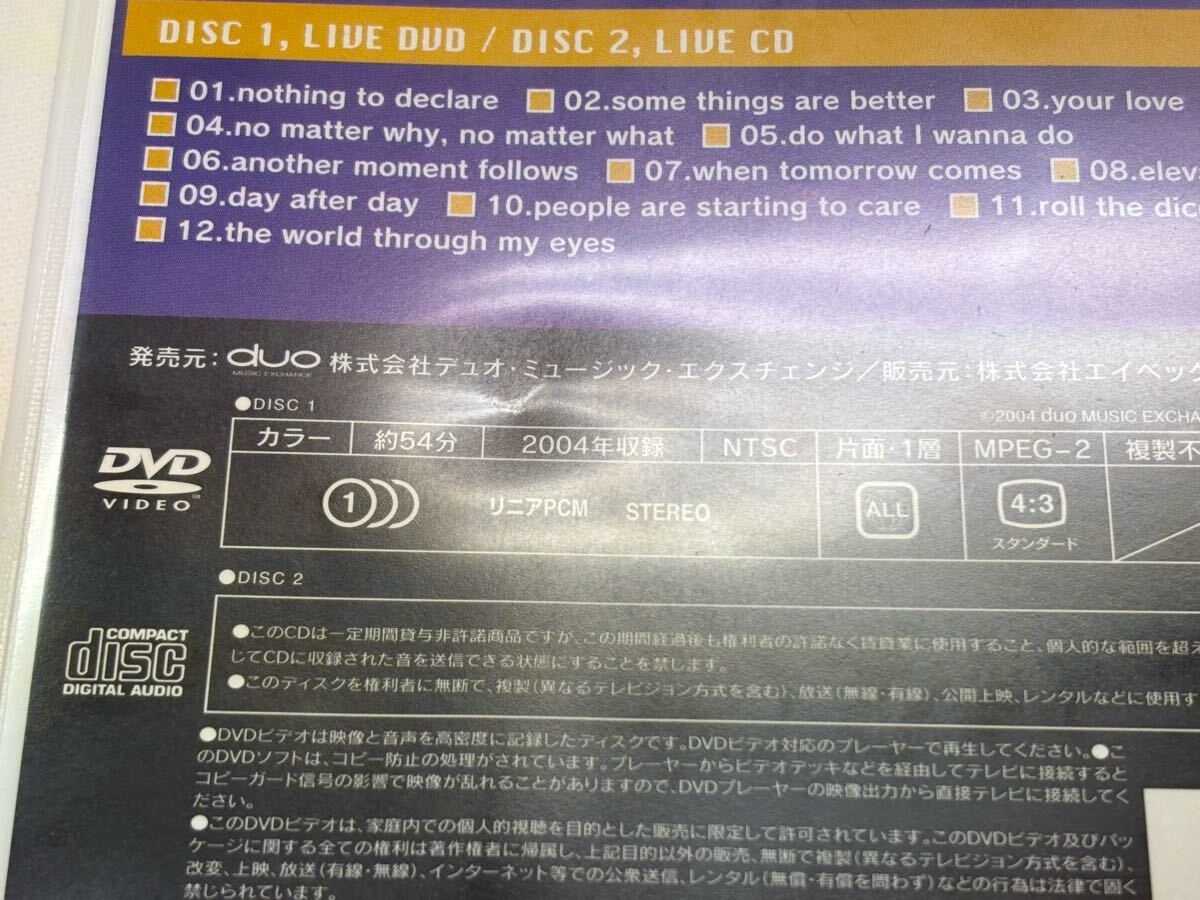 DISC 1, LIVE DVD / DISC 2, LIVE CD
01.nothing to declare 02.some things are better 03.your love
04.no matter why, no matter what 05.do what I wanna do
06.another moment follows 07.when tomorrow comes 08.elev
09.day after day 10.people are starting to care 11.roll the dic
12.the world through my eyes
発売元:duo MUSIC EXCHANGE 株式会社デュオ・ミュージック・エクスチェンジ/販売元:株式会社エイベック
©2004 duo MUSIC EXCHA
●DISC 1
カラー 約54分 2004年収録 NTSC 片面・1層 MPEG-2 複製不
DVD VIDEO™
1 リニアPCM STEREO ALL 4:3
スタンダード
●DISC 2
COMPACT disc DIGITAL AUDIO
●このCDは一定期間貸与非許諾商品ですが、この期間経過後も権利者の許諾なく賃貸業に使用すること、個人的な範囲を超え
じてCDに収録された音を送信できる状態にすることを禁じます。
●このディスクを権利者に無断で、複製(異なるテレビジョン方式を含む)、放送(無線・有線)、公開上映、レンタルなどに使用す
●DVDビデオは映像と音声を高密度に記録したディスクです。DVDビデオ対応のプレーヤーで再生してください。●こ
のDVDソフトは、コピー防止の処理がされています。プレーヤーからビデオデッキなどを経由してテレビに接続すると
コピーガード信号の影響で映像が乱れることがありますので、DVDプレーヤーの映像出力から直接テレビに接続してく
ださい。
●このDVDビデオは、家庭内での個人的視聴を目的とした販売に限定して許可されています。このDVDビデオ及びパッ
ケージに関する全ての権利は著作権者に帰属し、上記目的以外の販売、無断で複製(異なるテレビジョン方式を含む)、
改変、上映、放送(有線・無線)、インターネット等での公衆送信、レンタル(無償・有償を問わず)などの行為は法律で固く
禁じられています。